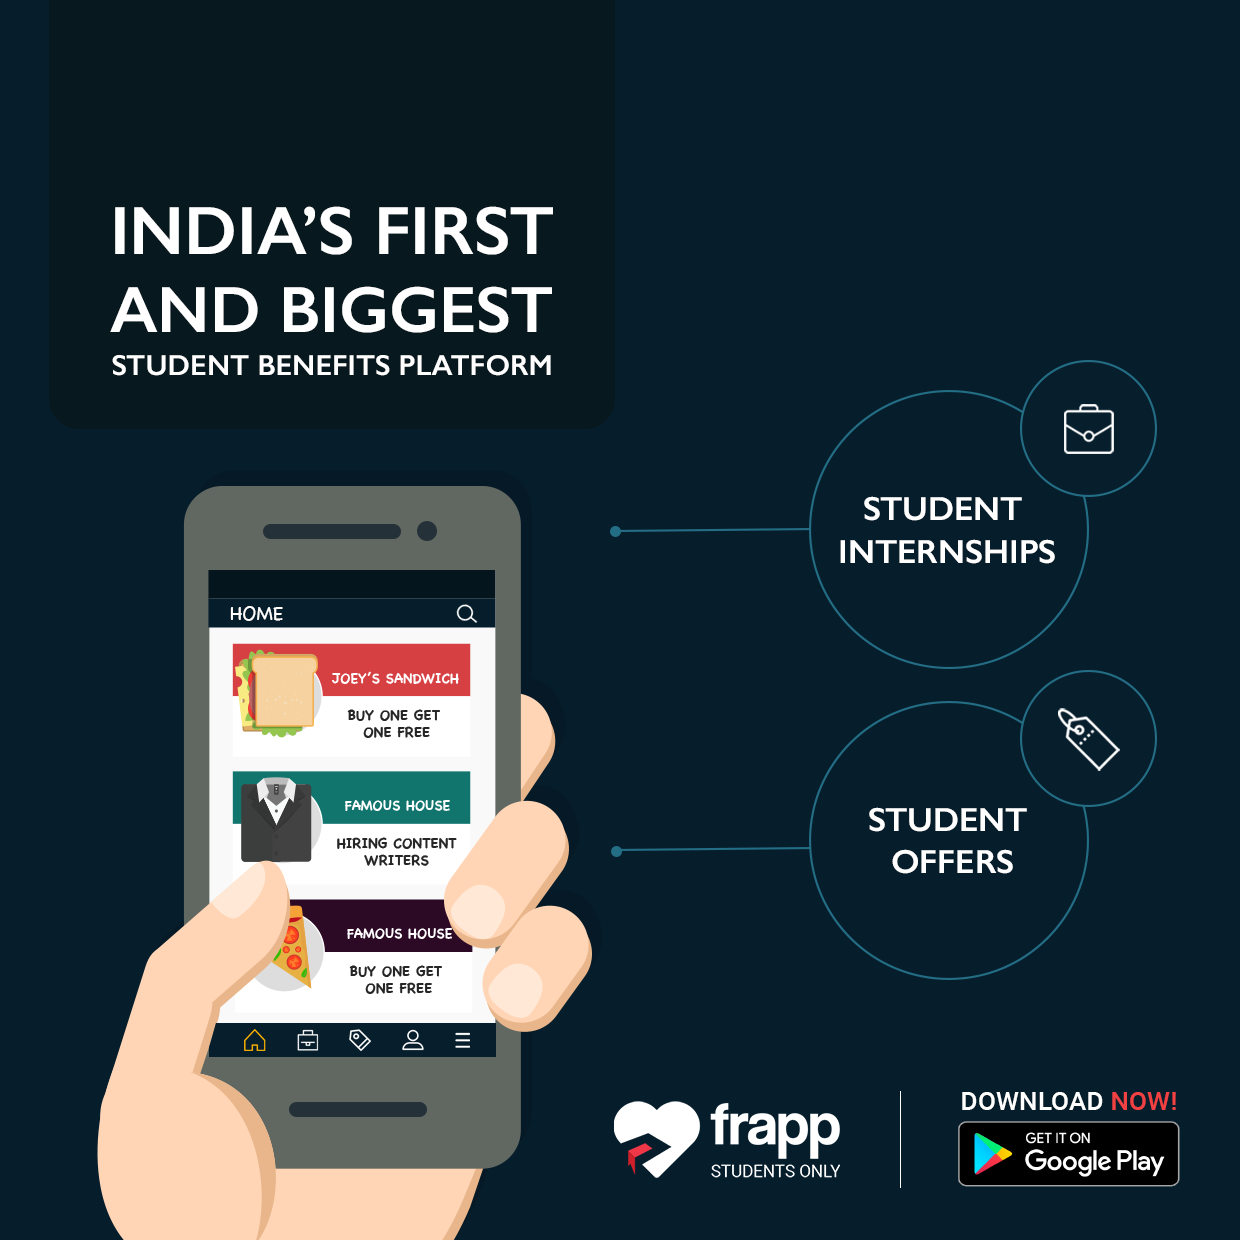 INDIA'S FIRST
AND BIGGEST
STUDENT BENEFITS PLATFORM
HOME
JOEY'S SANDWICH
BUY ONE GET
ONE FREE
FAMOUS HOUSE
HIRING CONTENT
WRITERS
FAMOUS HOUSE
BUY ONE GET
ONE FREE
STUDENT
INTERNSHIPS
STUDENT
OFFERS
frapp
STUDENTS ONLY
DOWNLOAD NOW!
GET IT ON
Google Play